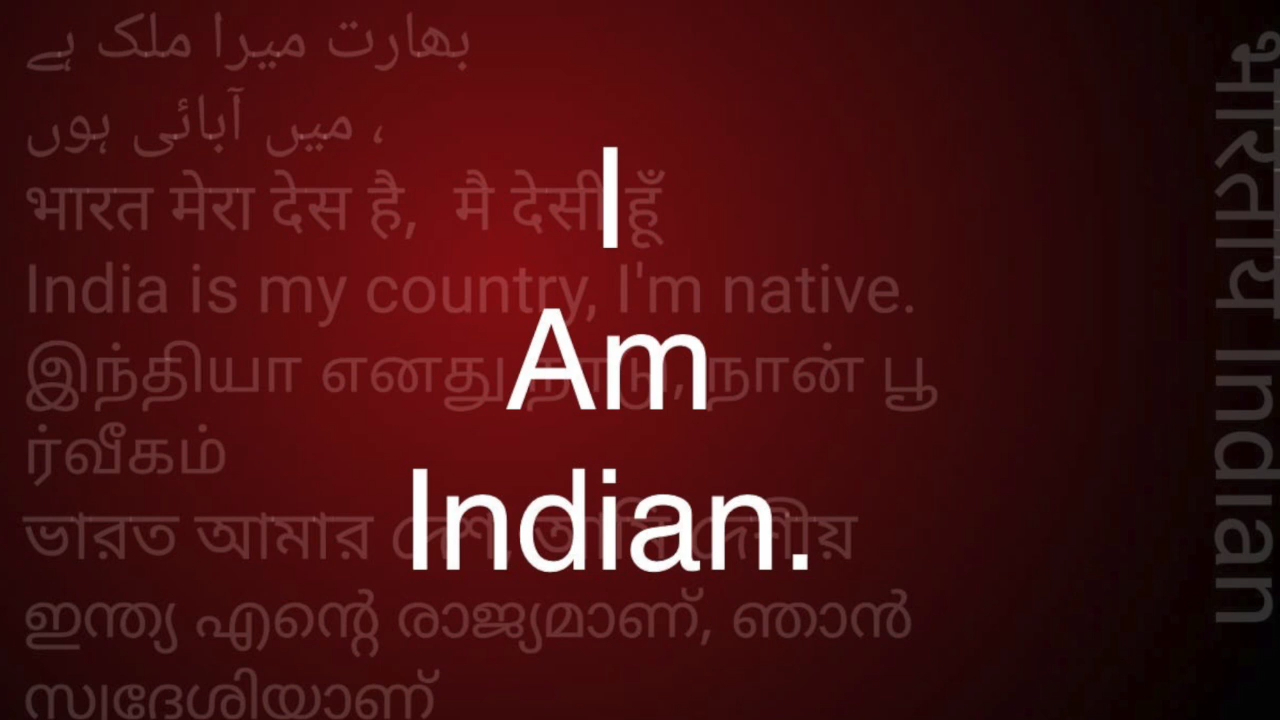 بھارت میرا ملک ہے
، میں آبائی ہوں
भारत मेरा देस है, मै देसी हूँ
India is my country, I'm native.
இந்தியா எனது நாடு, நான் பூ
ர்வீகம்
ভারত আমার দেশ, আমি দেশীয়
ഇന്ത്യ എന്റെ രാജ്യമാണ്, ഞാൻ
സ്വദേശിയാണ്
I
Am
Indian.
भारतीय Indian